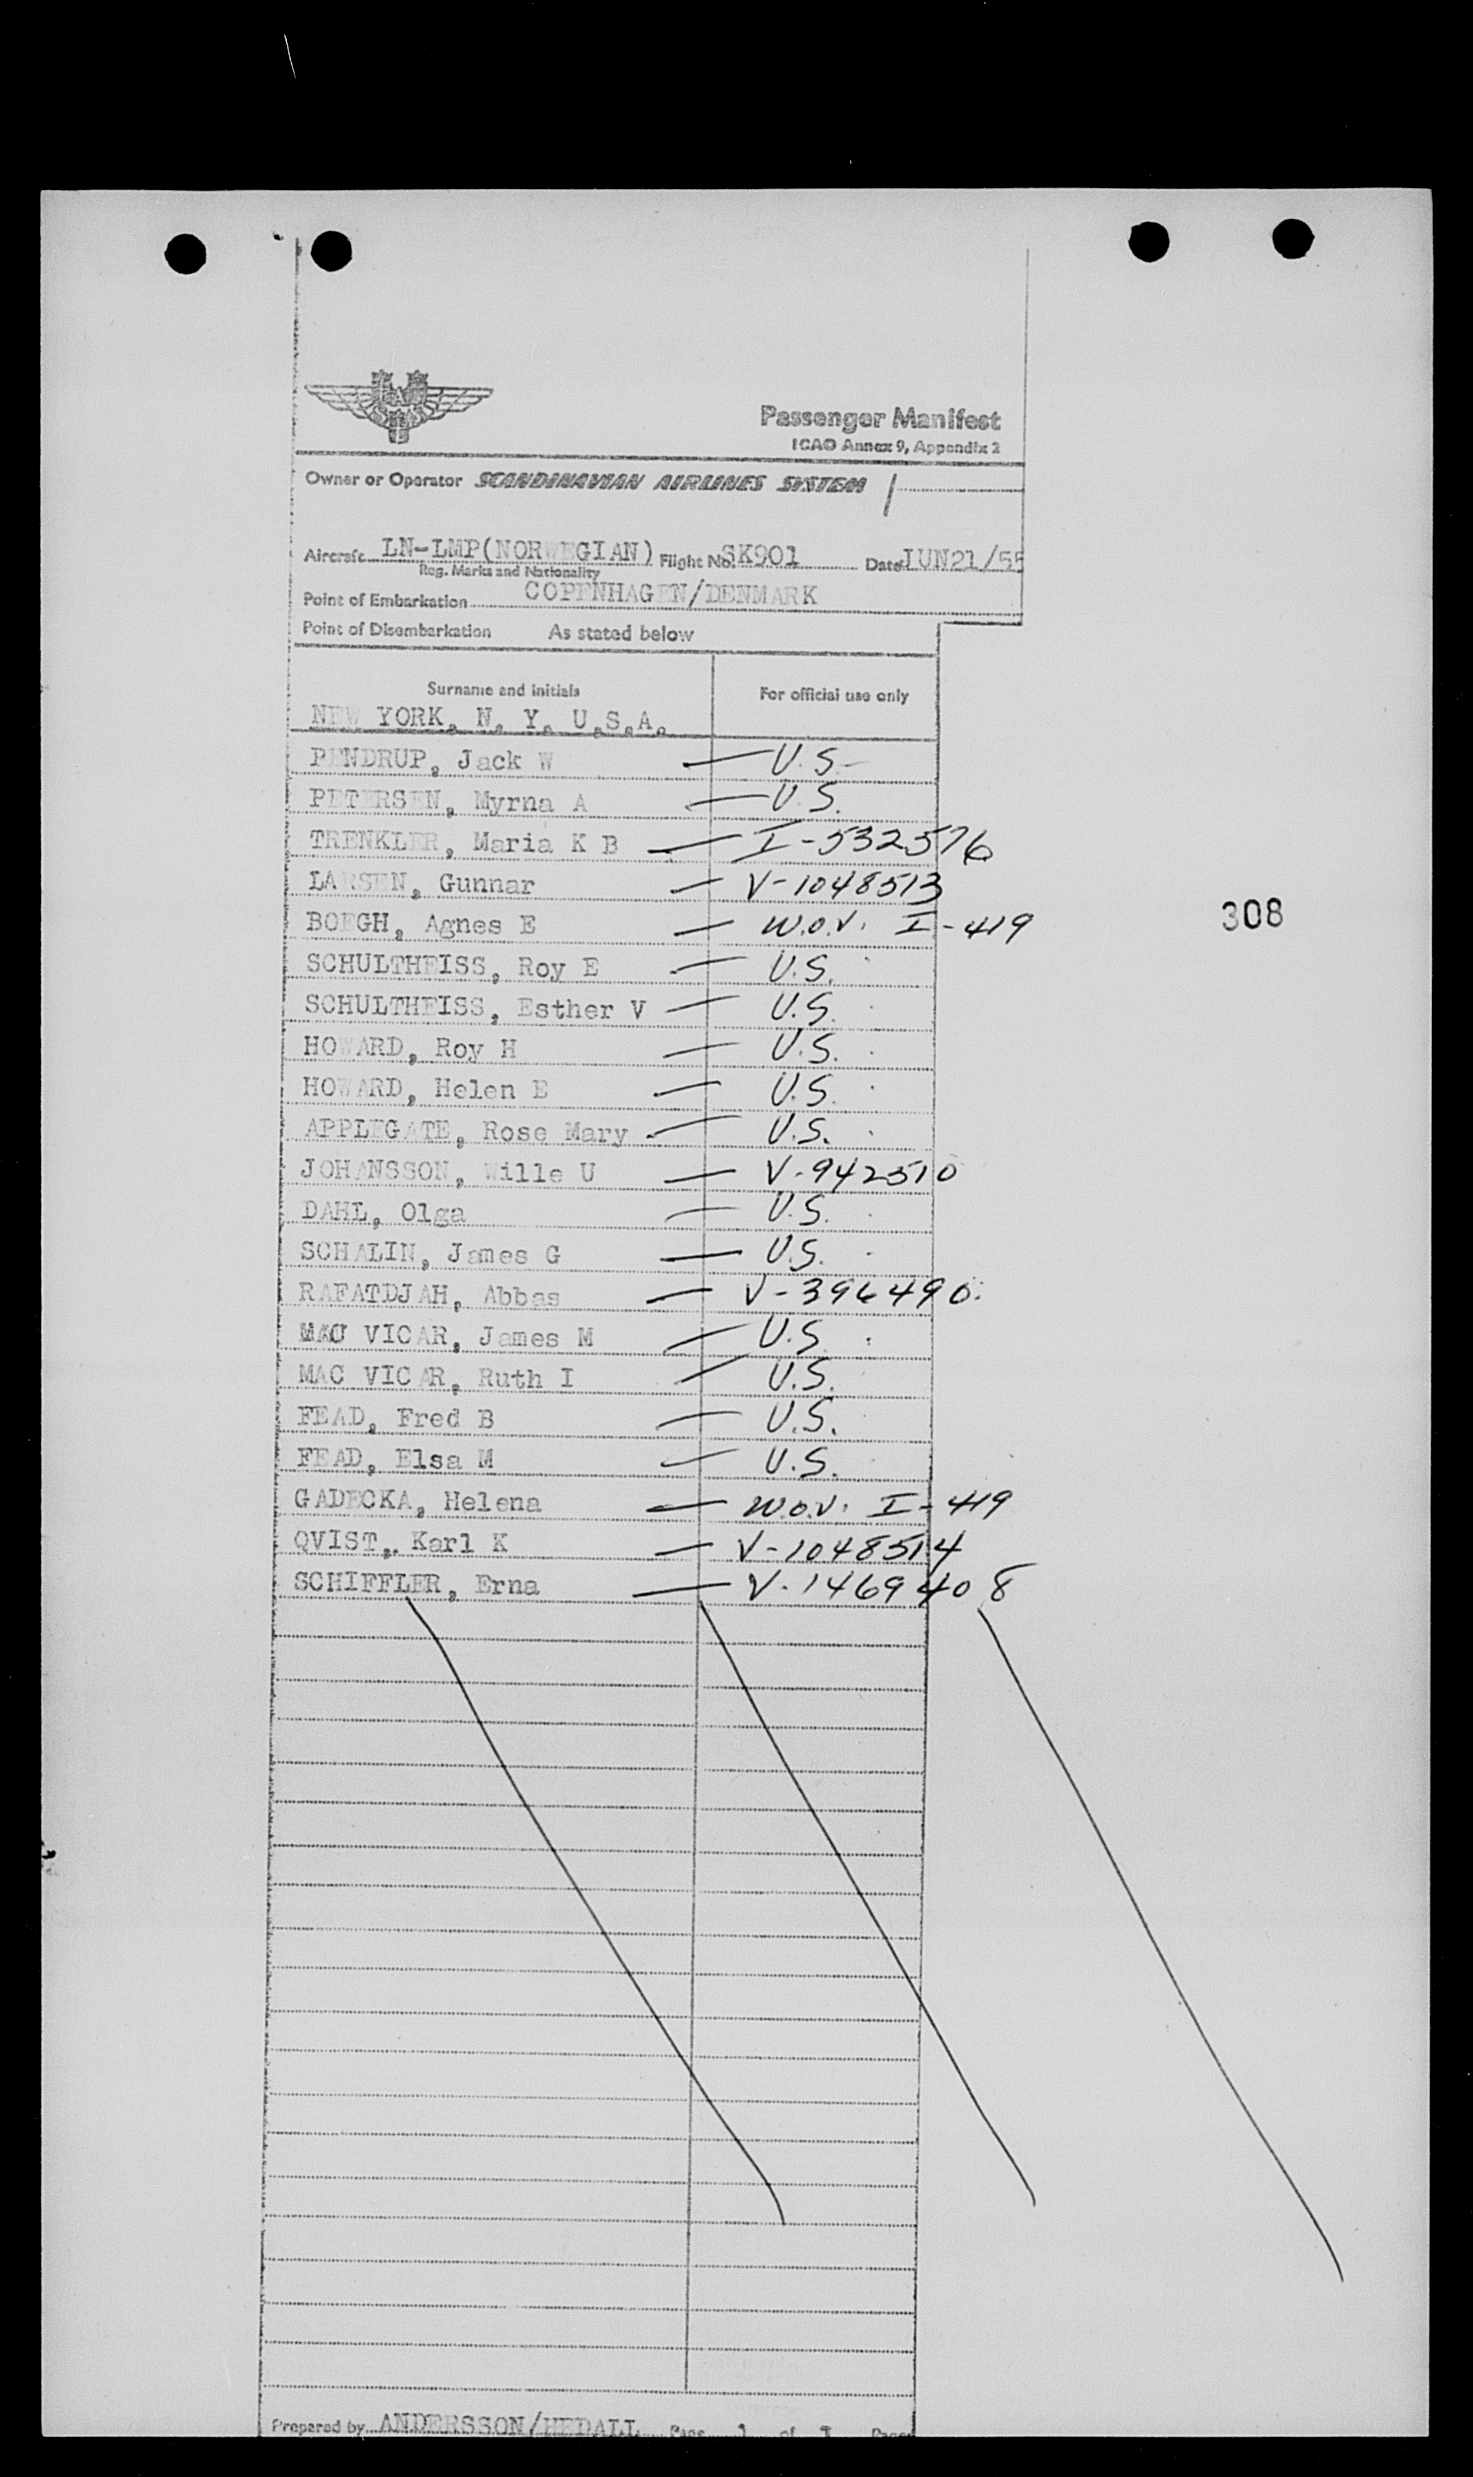 Passenger Manifest
ICAO Annex 9, Appendix 2
Owner or Operator SCANDINAVIAN AIRLINES SYSTEM
Aircraft LN-LMP(NORWEGIAN) Flight No. SK901 Date JUN21/55
Reg. Marks and Nationality
Point of Embarkation COPENHAGEN/DENMARK
Point of Disembarkation As stated below
Surname and initials For official use only
NEW YORK, N. Y. U.S.A.
PENDRUP, Jack W — U.S.
PETERSEN, Myrna A — U.S.
TRENKLER, Maria K B — I-532576
LARSEN, Gunnar — V-1048513
BOEGH, Agnes E — W.O.V. I-419
308
SCHULTHEISS, Roy E — U.S.
SCHULTHEISS, Esther V — U.S.
HOWARD, Roy H — U.S.
HOWARD, Helen E — U.S.
APPLEGATE, Rose Mary — U.S.
JOHANSSON, Wille U — V-942510
DAHL, Olga — U.S.
SCHALIN, James G — U.S.
RAFATDJAH, Abbas — V-396490
MAC VICAR, James M — U.S.
MAC VICAR, Ruth I — U.S.
FEAD, Fred B — U.S.
FEAD, Elsa M — U.S.
GADECKA, Helena — W.O.V. I-419
QVIST, Karl K — V-1048514
SCHIFFLER, Erna — V-1469408
Prepared by ANDERSSON/HEDALL Page 1 of